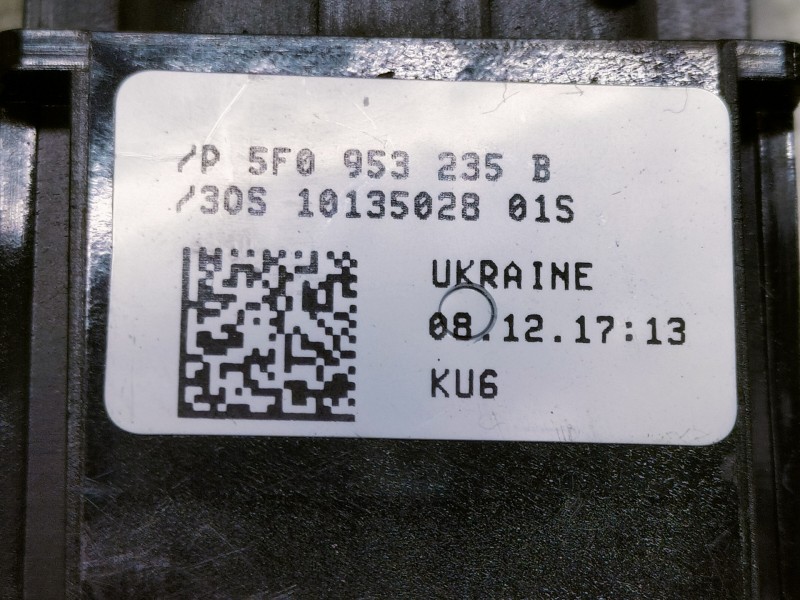 /P 5F0 953 235 B
/30S 10135028 01S
UKRAINE
08.12.17:13
KU6